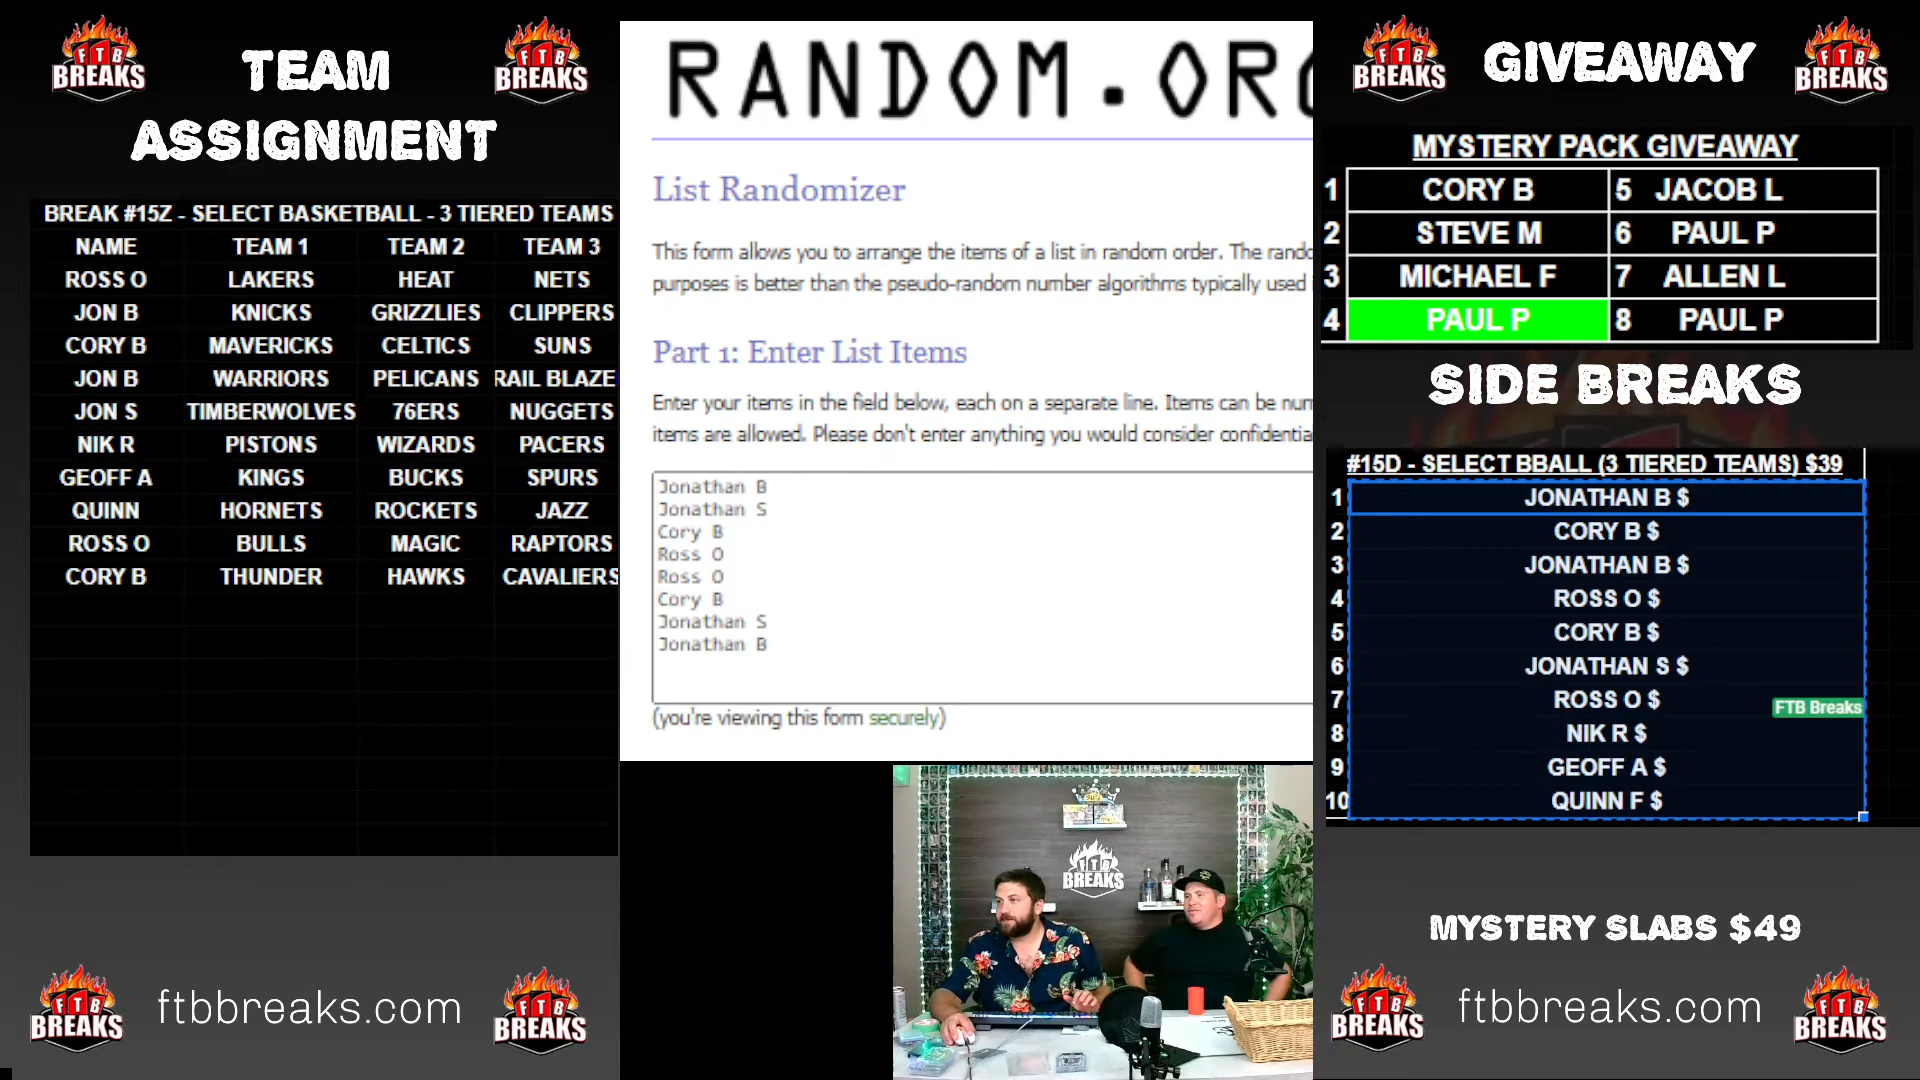 FTB BREAKS
TEAM
ASSIGNMENT
FTB BREAKS
BREAK #15Z - SELECT BASKETBALL - 3 TIERED TEAMS
NAME TEAM 1 TEAM 2 TEAM 3
ROSS O LAKERS HEAT NETS
JON B KNICKS GRIZZLIES CLIPPERS
CORY B MAVERICKS CELTICS SUNS
JON B WARRIORS PELICANS RAIL BLAZE
JON S TIMBERWOLVES 76ERS NUGGETS
NIK R PISTONS WIZARDS PACERS
GEOFF A KINGS BUCKS SPURS
QUINN HORNETS ROCKETS JAZZ
ROSS O BULLS MAGIC RAPTORS
CORY B THUNDER HAWKS CAVALIERS
FTB BREAKS
ftbbreaks.com
FTB BREAKS
RANDOM.ORG
List Randomizer
This form allows you to arrange the items of a list in random order. The rando
purposes is better than the pseudo-random number algorithms typically used
Part 1: Enter List Items
Enter your items in the field below, each on a separate line. Items can be num
items are allowed. Please don't enter anything you would consider confidentia
Jonathan B
Jonathan S
Cory B
Ross O
Ross O
Cory B
Jonathan S
Jonathan B
(you're viewing this form securely)
FTB BREAKS
FTB BREAKS
GIVEAWAY
FTB BREAKS
MYSTERY PACK GIVEAWAY
1 CORY B 5 JACOB L
2 STEVE M 6 PAUL P
3 MICHAEL F 7 ALLEN L
4 PAUL P 8 PAUL P
SIDE BREAKS
#15D - SELECT BBALL (3 TIERED TEAMS) $39
1 JONATHAN B $
2 CORY B $
3 JONATHAN B $
4 ROSS O $
5 CORY B $
6 JONATHAN S $
7 ROSS O $
FTB Breaks
8 NIK R $
9 GEOFF A $
10 QUINN F $
MYSTERY SLABS $49
FTB BREAKS
ftbbreaks.com
FTB BREAKS